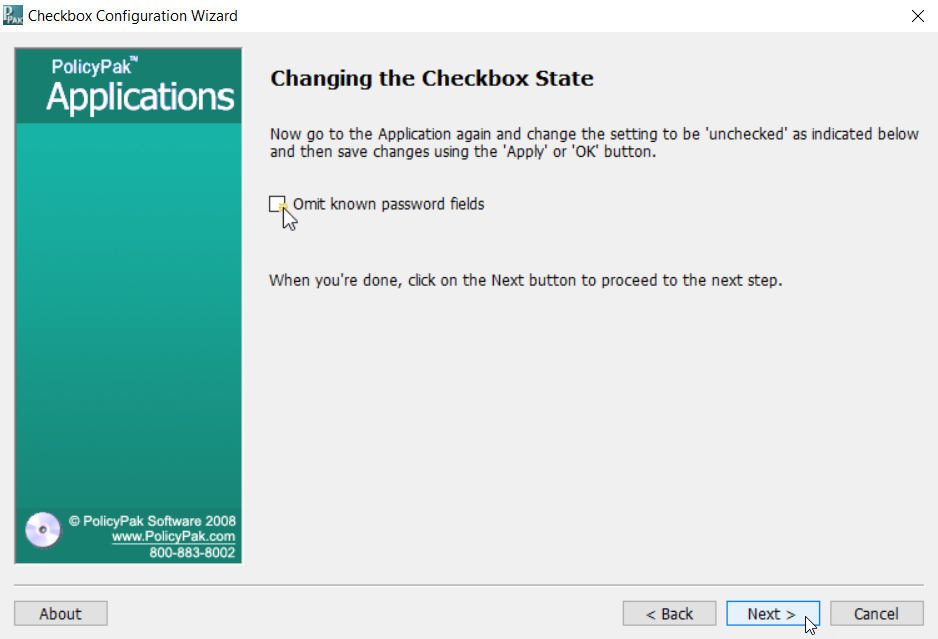 PPAK
Checkbox Configuration Wizard
PolicyPak™
Applications
Changing the Checkbox State
Now go to the Application again and change the setting to be 'unchecked' as indicated below
and then save changes using the 'Apply' or 'OK' button.
Omit known password fields
When you're done, click on the Next button to proceed to the next step.
© PolicyPak Software 2008
www.PolicyPak.com
800-883-8002
About
< Back
Next >
Cancel